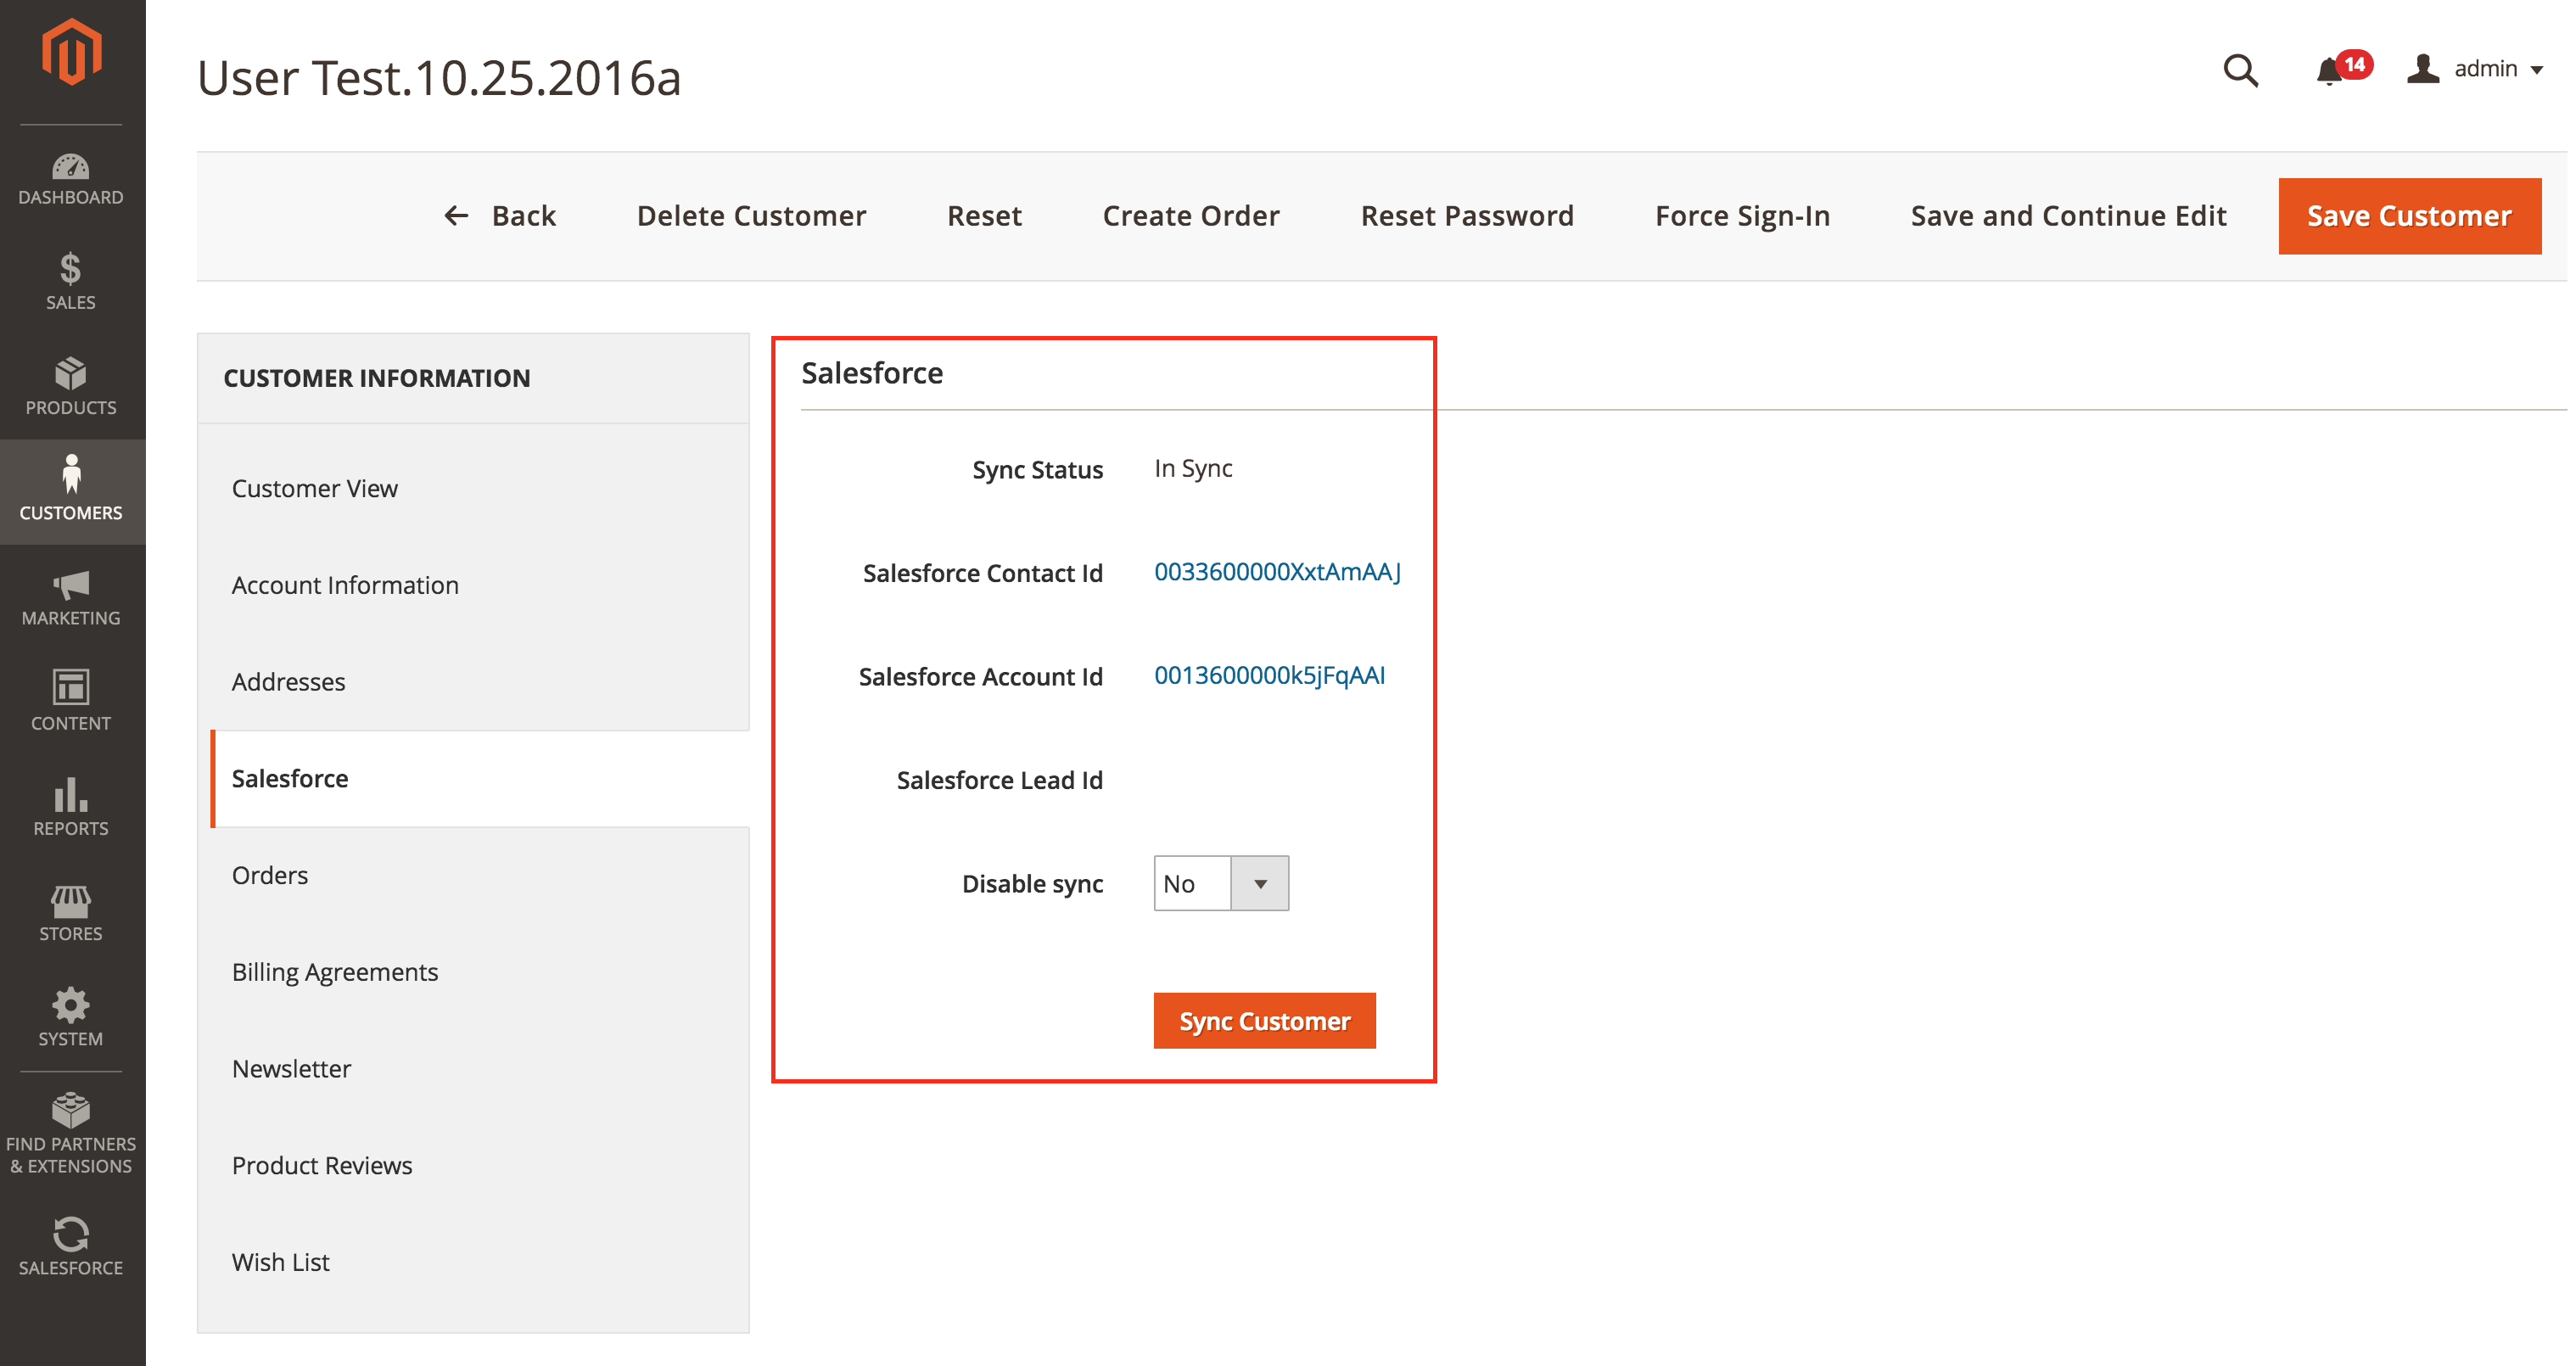 User Test.10.25.2016a
14
admin
Back
Delete Customer
Reset
Create Order
Reset Password
Force Sign-In
Save and Continue Edit
Save Customer
DASHBOARD
SALES
PRODUCTS
CUSTOMERS
MARKETING
CONTENT
REPORTS
STORES
SYSTEM
FIND PARTNERS
& EXTENSIONS
SALESFORCE
CUSTOMER INFORMATION
Customer View
Account Information
Addresses
Salesforce
Orders
Billing Agreements
Newsletter
Product Reviews
Wish List
Salesforce
Sync Status In Sync
Salesforce Contact Id 0033600000XxtAmAAJ
Salesforce Account Id 0013600000k5jFqAAI
Salesforce Lead Id
Disable sync No
Sync Customer